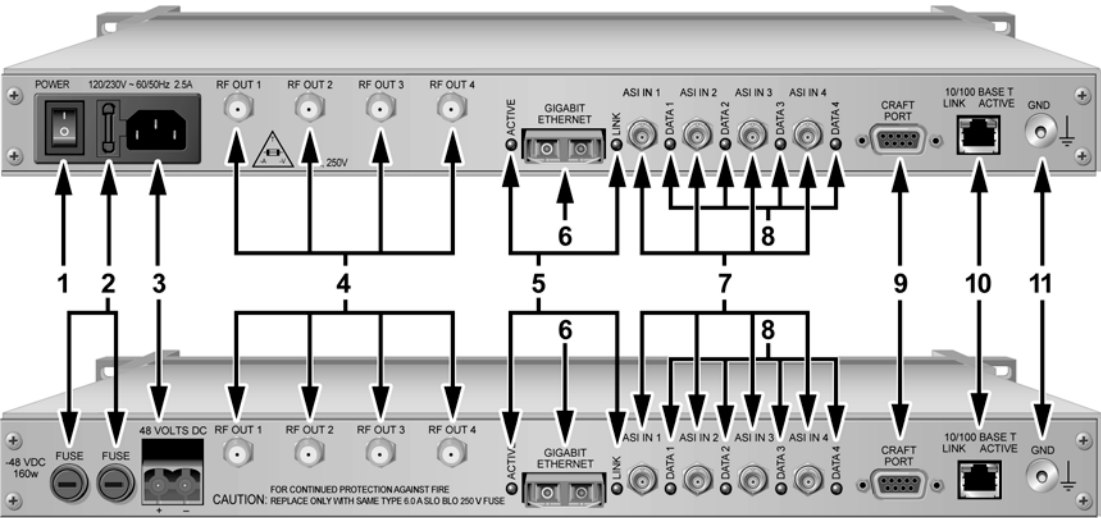 POWER 120/230V ~ 60/50Hz 2.5A RF OUT 1 RF OUT 2 RF OUT 3 RF OUT 4
ACTIVE
GIGABIT
ETHERNET
LINK
ASI IN 1 ASI IN 2 ASI IN 3 ASI IN 4
DATA 1
DATA 2
DATA 3
DATA 4
CRAFT
PORT
10/100 BASE T
LINK ACTIVE
GND
250V
6 8
1 2 3 4 5 7 9 10 11
6 8
-48 VDC
160w
FUSE FUSE
48 VOLTS DC
+ –
RF OUT 1 RF OUT 2 RF OUT 3 RF OUT 4
CAUTION: FOR CONTINUED PROTECTION AGAINST FIRE
REPLACE ONLY WITH SAME TYPE 6.0 A SLO BLO 250 V FUSE
ACTIV
GIGABIT
ETHERNET
LINK
ASI IN 1 ASI IN 2 ASI IN 3 ASI IN 4
DATA 1
DATA 2
DATA 3
DATA 4
CRAFT
PORT
10/100 BASE T
LINK ACTIVE
GND